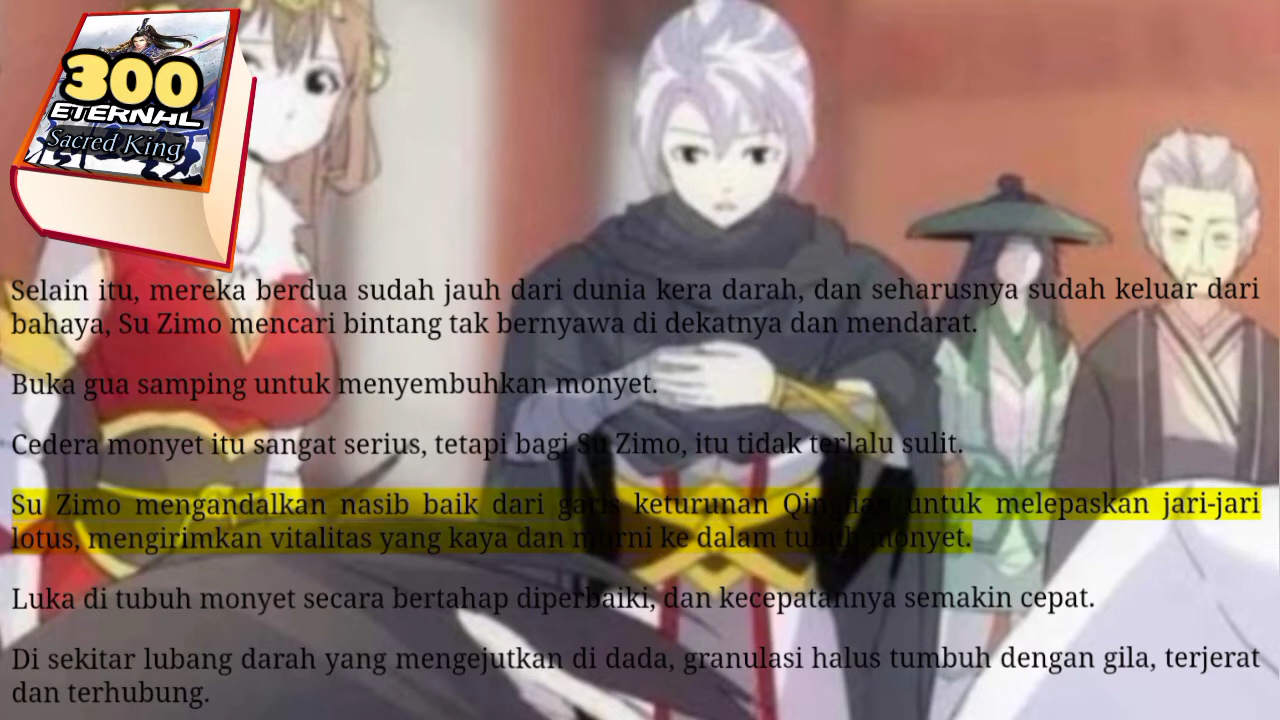 300
ETERNAL
Sacred King
Selain itu, mereka berdua sudah jauh dari dunia kera darah, dan seharusnya sudah keluar dari
bahaya, Su Zimo mencari bintang tak bernyawa di dekatnya dan mendarat.
Buka gua samping untuk menyembuhkan monyet.
Cedera monyet itu sangat serius, tetapi bagi Su Zimo, itu tidak terlalu sulit.
Su Zimo mengandalkan nasib baik dari garis keturunan Qinglian untuk melepaskan jari-jari
lotus, mengirimkan vitalitas yang kaya dan murni ke dalam tubuh monyet.
Luka di tubuh monyet secara bertahap diperbaiki, dan kecepatannya semakin cepat.
Di sekitar lubang darah yang mengejutkan di dada, granulasi halus tumbuh dengan gila, terjerat
dan terhubung.